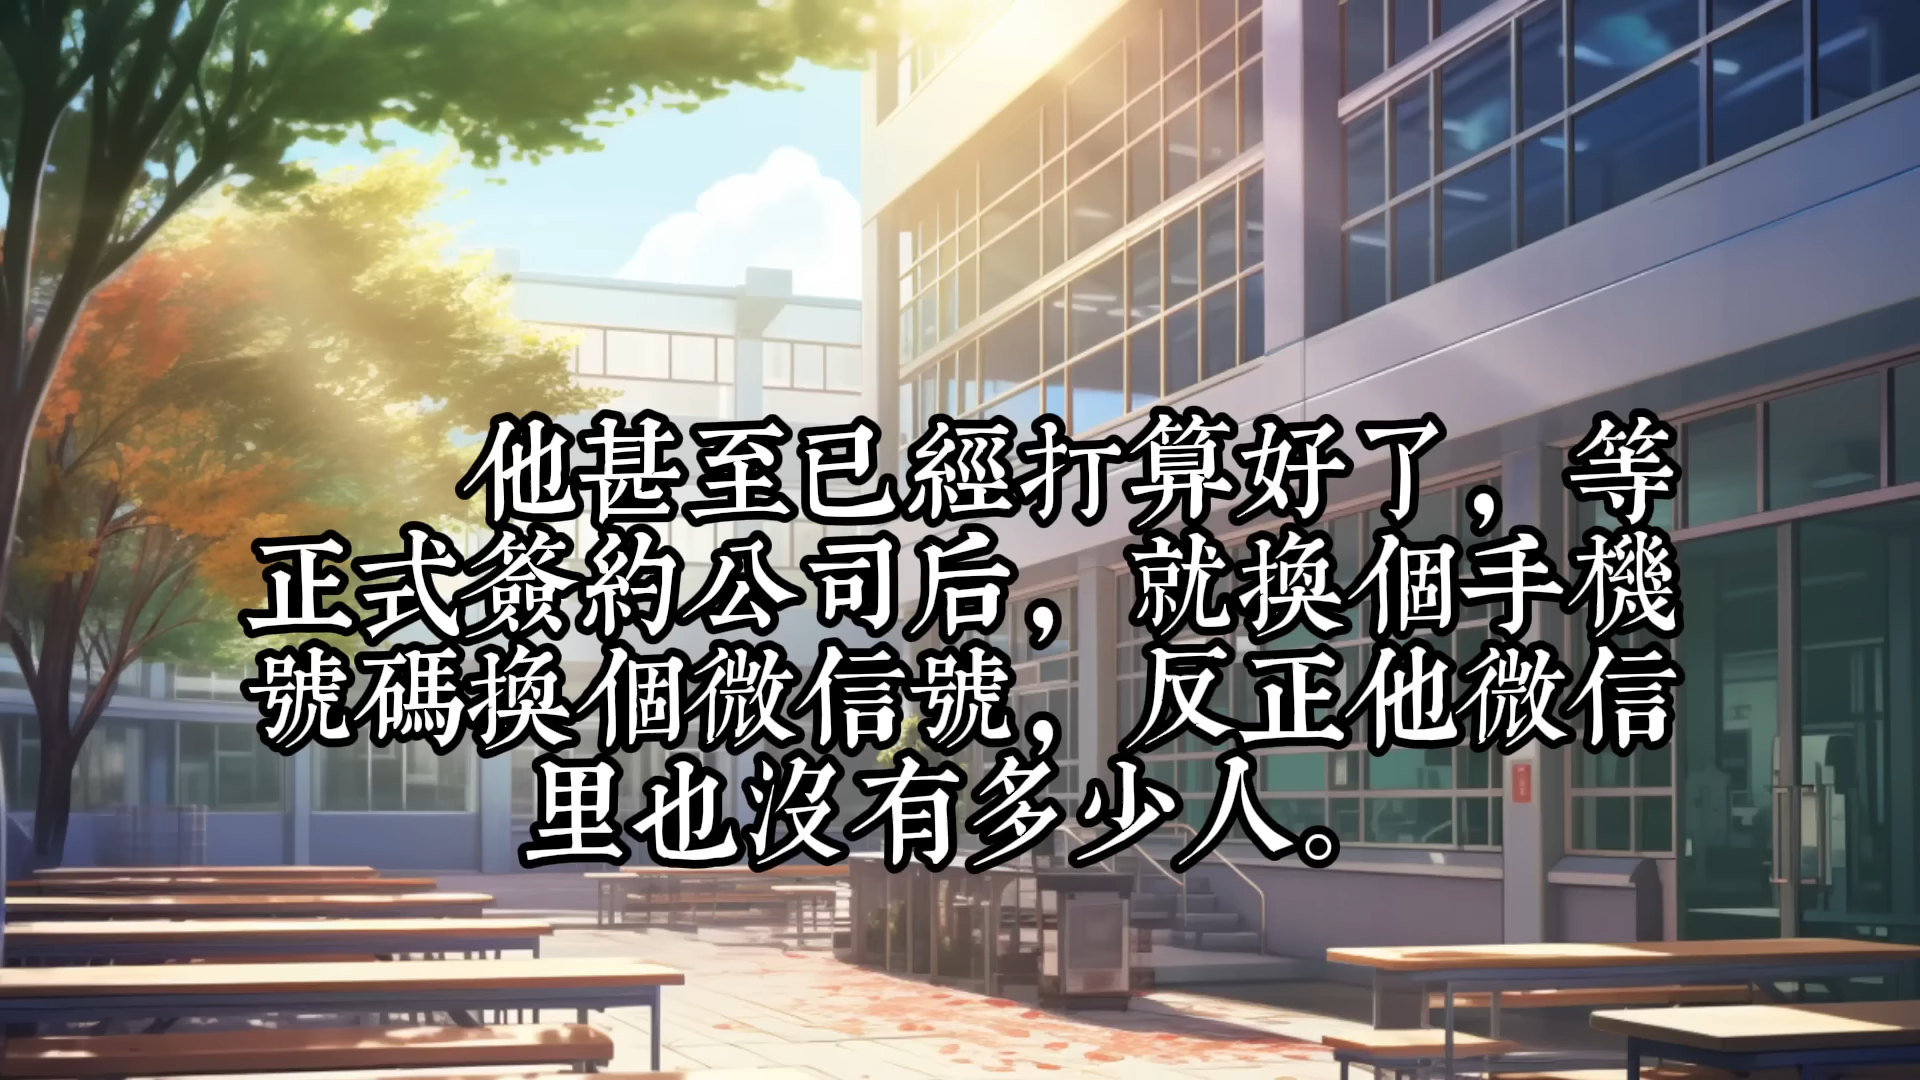 他甚至已經打算好了，等
正式簽約公司后，就換個手機
號碼換個微信號，反正他微信
里也沒有多少人。